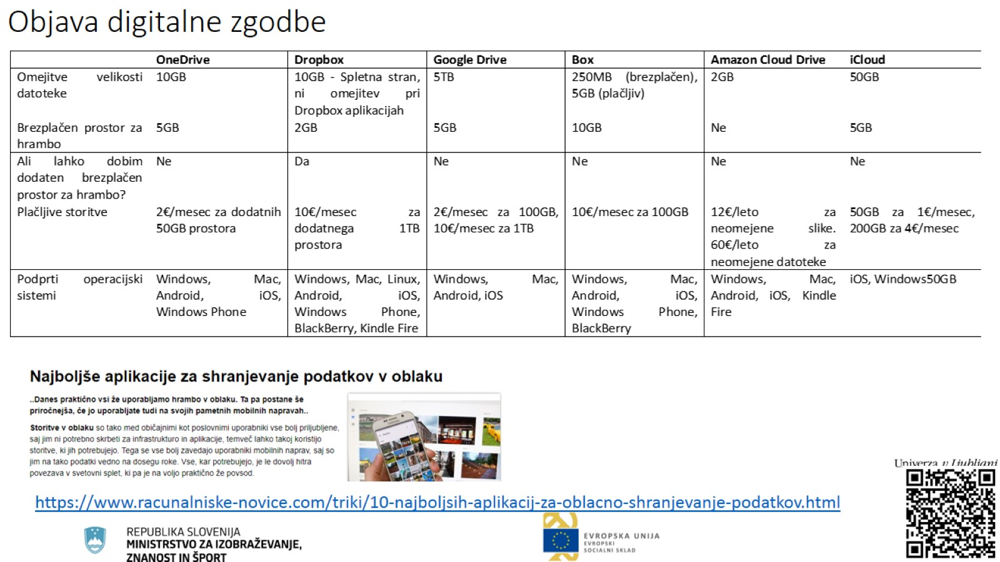 Objava digitalne zgodbe
OneDrive Dropbox Google Drive Box Amazon Cloud Drive iCloud
Omejitve velikosti datoteke 10GB 10GB - Spletna stran, ni omejitev pri Dropbox aplikacijah 5TB 250MB (brezplačen), 5GB (plačljiv) 2GB 50GB
Brezplačen prostor za hrambo 5GB 2GB 5GB 10GB Ne 5GB
Ali lahko dobim dodaten brezplačen prostor za hrambo? Ne Da Ne Ne Ne Ne
Plačljive storitve 2€/mesec za dodatnih 50GB prostora 10€/mesec za dodatnega 1TB prostora 2€/mesec za 100GB, 10€/mesec za 1TB 10€/mesec za 100GB 12€/leto za neomejene slike. 60€/leto za neomejene datoteke 50GB za 1€/mesec, 200GB za 4€/mesec
Podprti operacijski sistemi Windows, Mac, Android, iOS, Windows Phone Windows, Mac, Linux, Android, iOS, Windows Phone, BlackBerry, Kindle Fire Windows, Mac, Android, iOS Windows, Mac, Android, iOS, Windows Phone, BlackBerry Windows, Mac, Android, iOS, Kindle Fire iOS, Windows50GB
Najboljše aplikacije za shranjevanje podatkov v oblaku
..Danes praktično vsi že uporabljamo hrambo v oblaku. Ta pa postane še
priročnejša, če jo uporabljate tudi na svojih pametnih mobilnih napravah..
Storitve v oblaku so tako med običajnimi kot poslovnimi uporabniki vse bolj priljubljene,
saj jim ni potrebno skrbeti za infrastrukturo in aplikacije, temveč lahko takoj koristijo
storitve, ki jih potrebujejo. Tega se vse bolj zavedajo uporabniki mobilnih naprav, saj so
jim na tako podatki vedno na dosegu roke. Vse, kar potrebujejo, je le dovolj hitra
povezava v svetovni splet, ki pa je na voljo praktično že povsod.
Univerza v Ljubljani
https://www.racunalniske-novice.com/triki/10-najboljsih-aplikacij-za-oblacno-shranjevanje-podatkov.html
REPUBLIKA SLOVENIJA
MINISTRSTVO ZA IZOBRAŽEVANJE,
ZNANOST IN ŠPORT
EVROPSKA UNIJA
EVROPSKI
SOCIALNI SKLAD